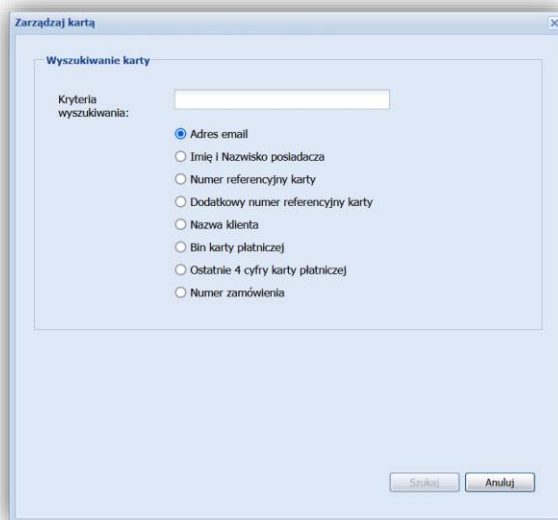 Zarządzaj kartą
Wyszukiwanie karty
Kryteria
wyszukiwania:
Adres email
Imię i Nazwisko posiadacza
Numer referencyjny karty
Dodatkowy numer referencyjny karty
Nazwa klienta
Bin karty płatniczej
Ostatnie 4 cyfry karty płatniczej
Numer zamówienia
Szukaj Anuluj